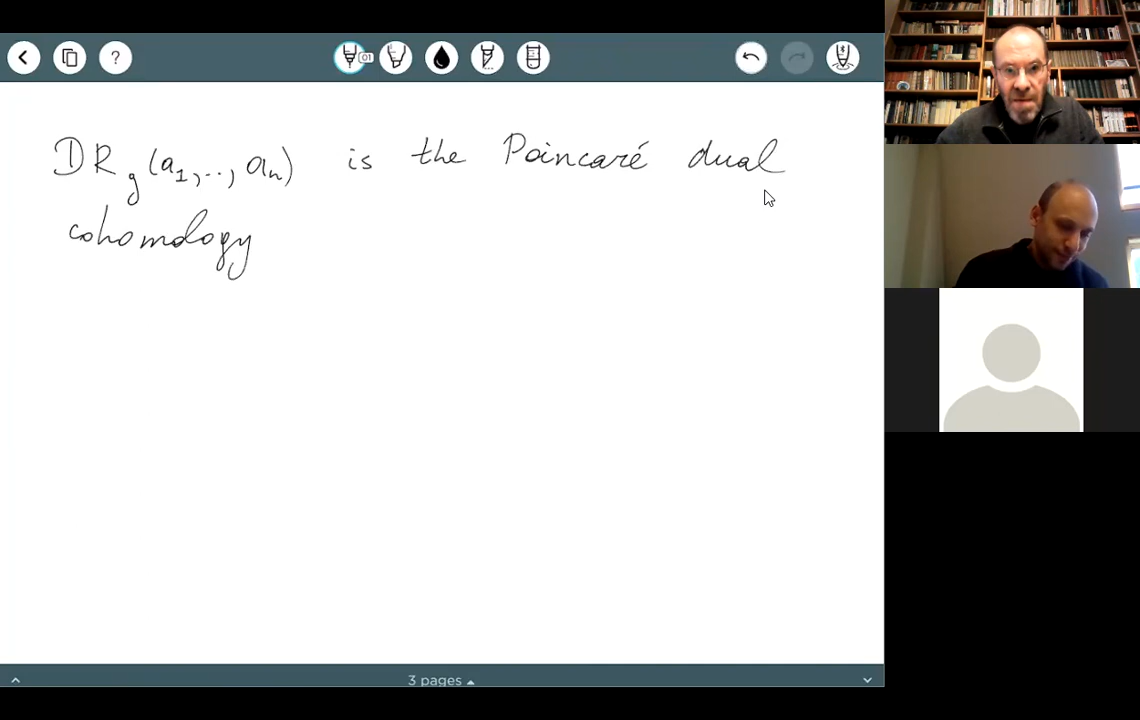 DR_g (a_1,..,a_n) is the Poincaré dual
cohomology
3 pages